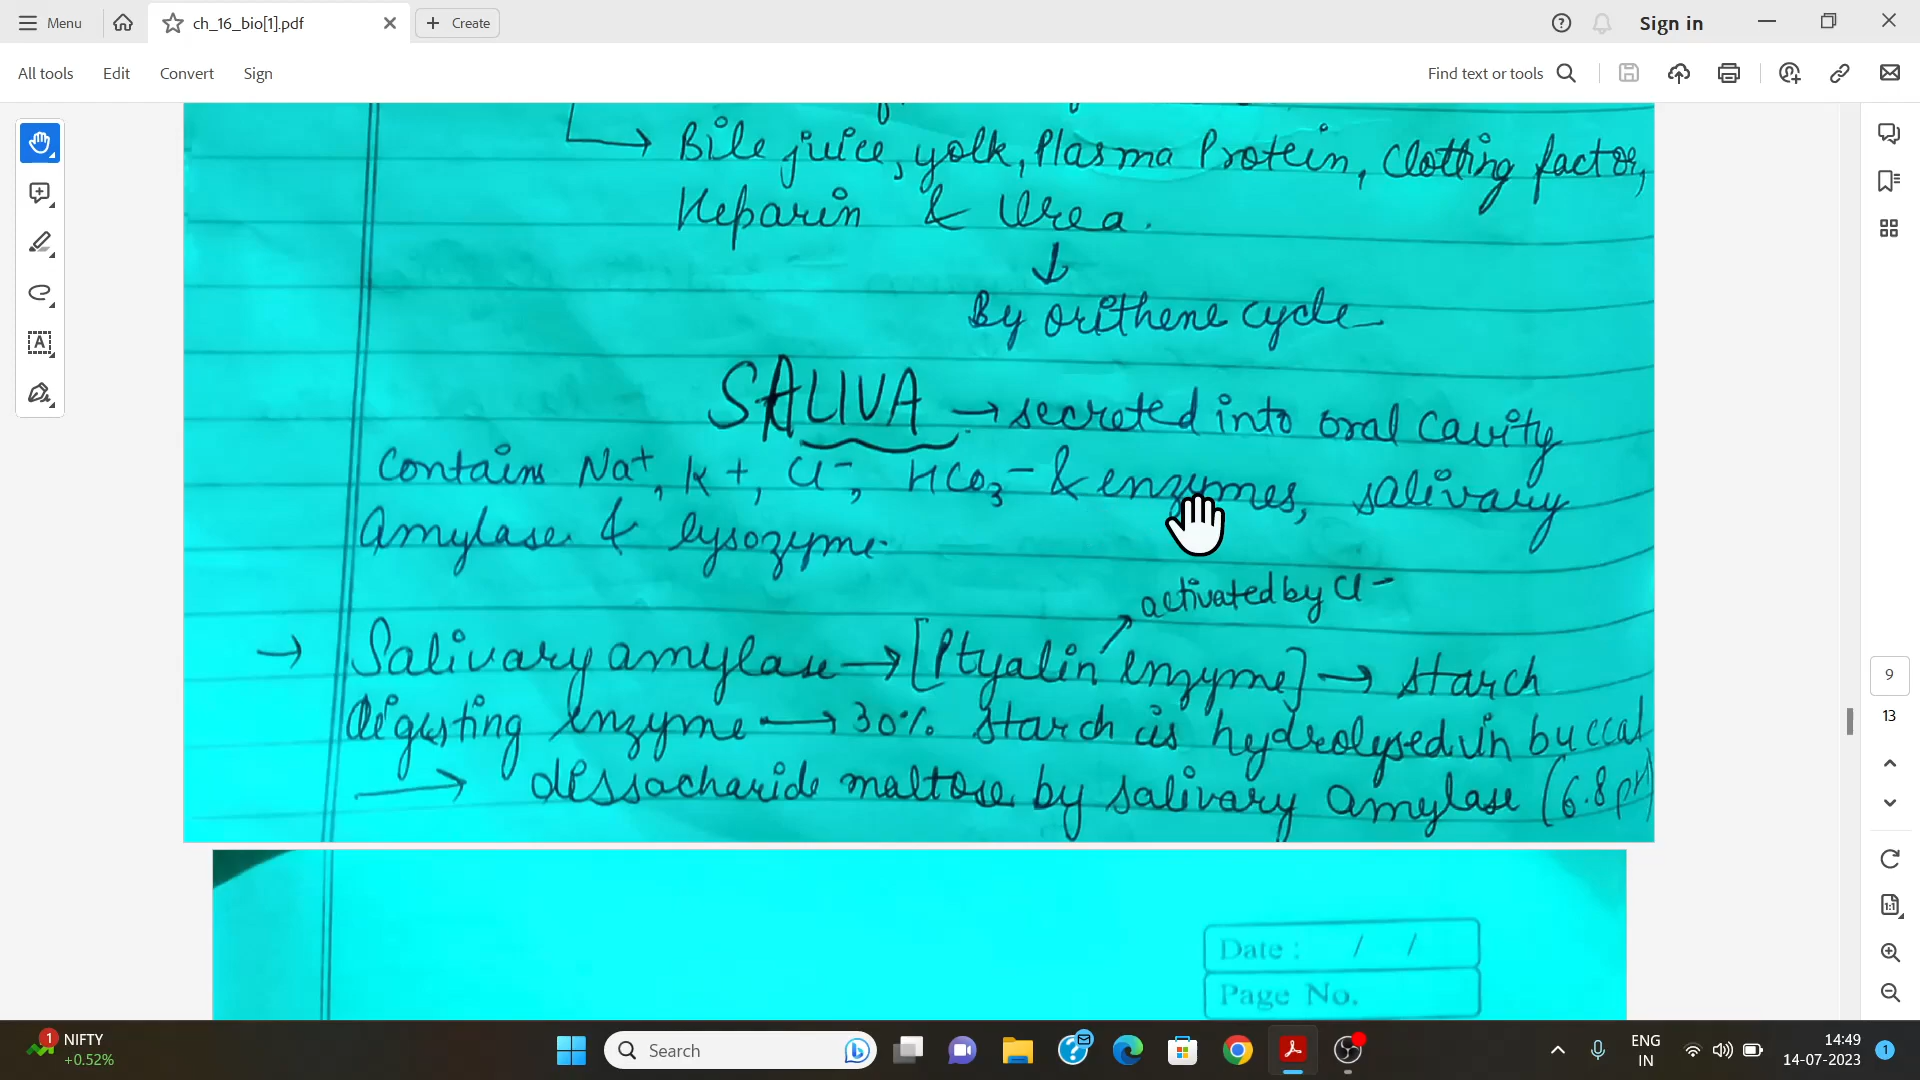 Menu
ch_16_bio[1].pdf
Create
Sign in
All tools
Edit
Convert
Sign
Find text or tools
Bile juice, yolk, Plasma Protein, Clotting factor,
Heparin & Urea.
By orithene cycle
SALIVA → secreted into oral cavity
Contains Na+, K+, Cl-, HCO3- & enzymes, salivary
Amylase & lysozyme.
activated by Cl-
→ Salivary amylase → [Ptyalin enzyme] → starch
digesting enzyme → 30% starch is hydrolysed in buccal
→ dessacharide maltose by salivary amylase (6.8 pH)
Date : / /
Page No.
9
13
NIFTY
+0.52%
Search
ENG
IN
14:49
14-07-2023
1
1